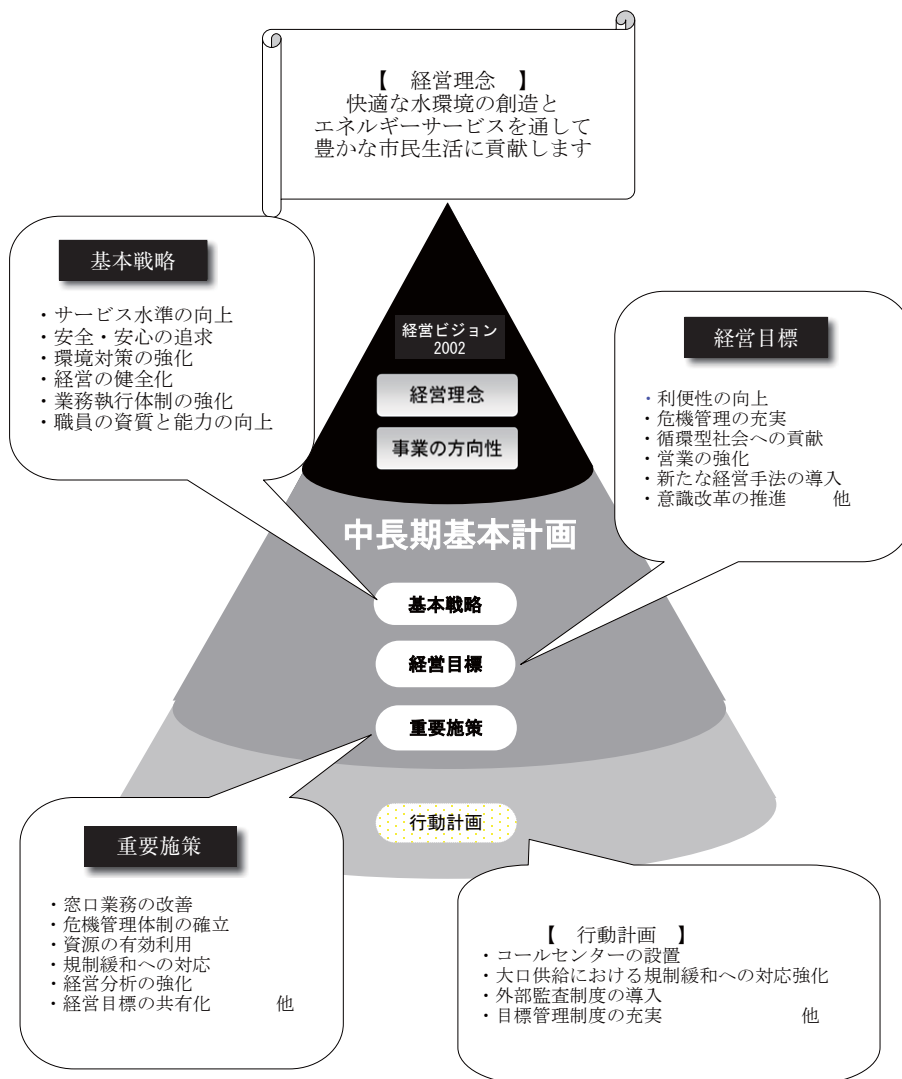 【 経営理念 】
快適な水環境の創造と
エネルギーサービスを通して
豊かな市民生活に貢献します
基本戦略
・サービス水準の向上
・安全・安心の追求
・環境対策の強化
・経営の健全化
・業務執行体制の強化
・職員の資質と能力の向上
経営ビジョン
2002
経営理念
事業の方向性
経営目標
・利便性の向上
・危機管理の充実
・循環型社会への貢献
・営業の強化
・新たな経営手法の導入
・意識改革の推進 他
中長期基本計画
基本戦略
経営目標
重要施策
行動計画
重要施策
・窓口業務の改善
・危機管理体制の確立
・資源の有効利用
・規制緩和への対応
・経営分析の強化
・経営目標の共有化 他
【 行動計画 】
・コールセンターの設置
・大口供給における規制緩和への対応強化
・外部監査制度の導入
・目標管理制度の充実 他